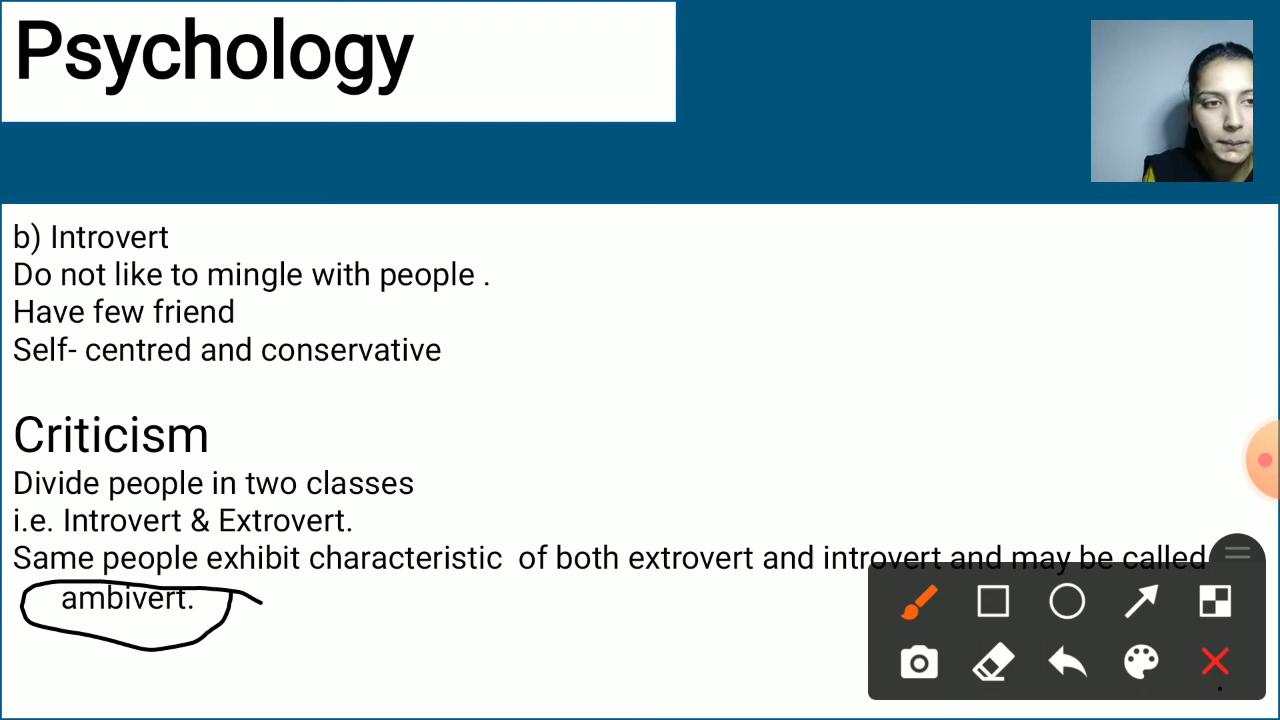 Psychology
b) Introvert
Do not like to mingle with people .
Have few friend
Self- centred and conservative
Criticism
Divide people in two classes
i.e. Introvert & Extrovert.
Same people exhibit characteristic  of both extrovert and introvert and may be called
ambivert.